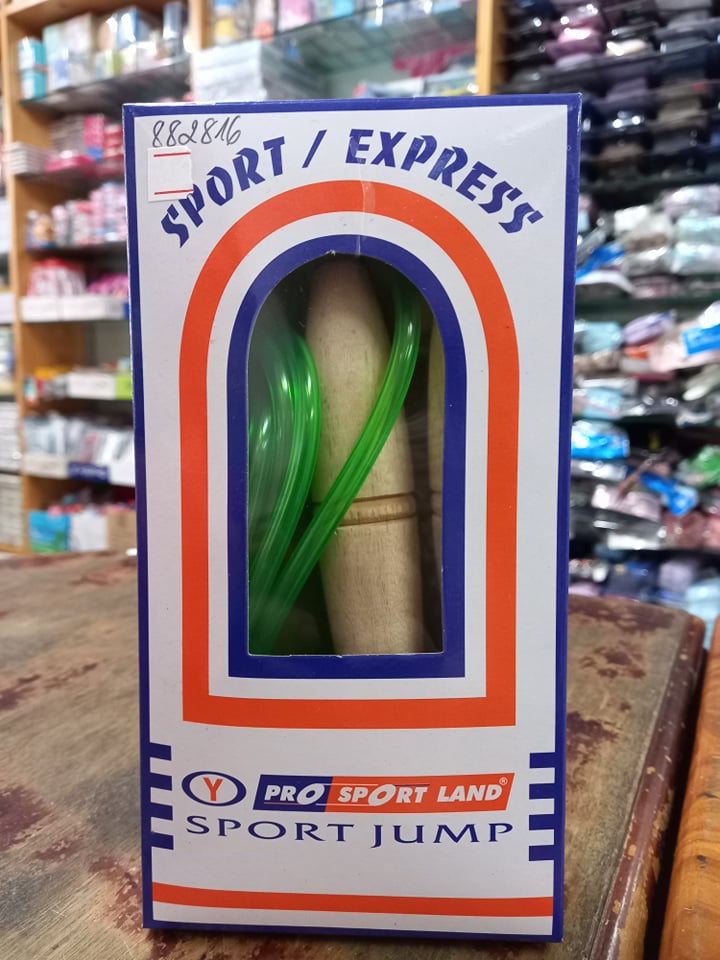 882816
SPORT / EXPRESS
Y PRO SPORT LAND®
SPORT JUMP